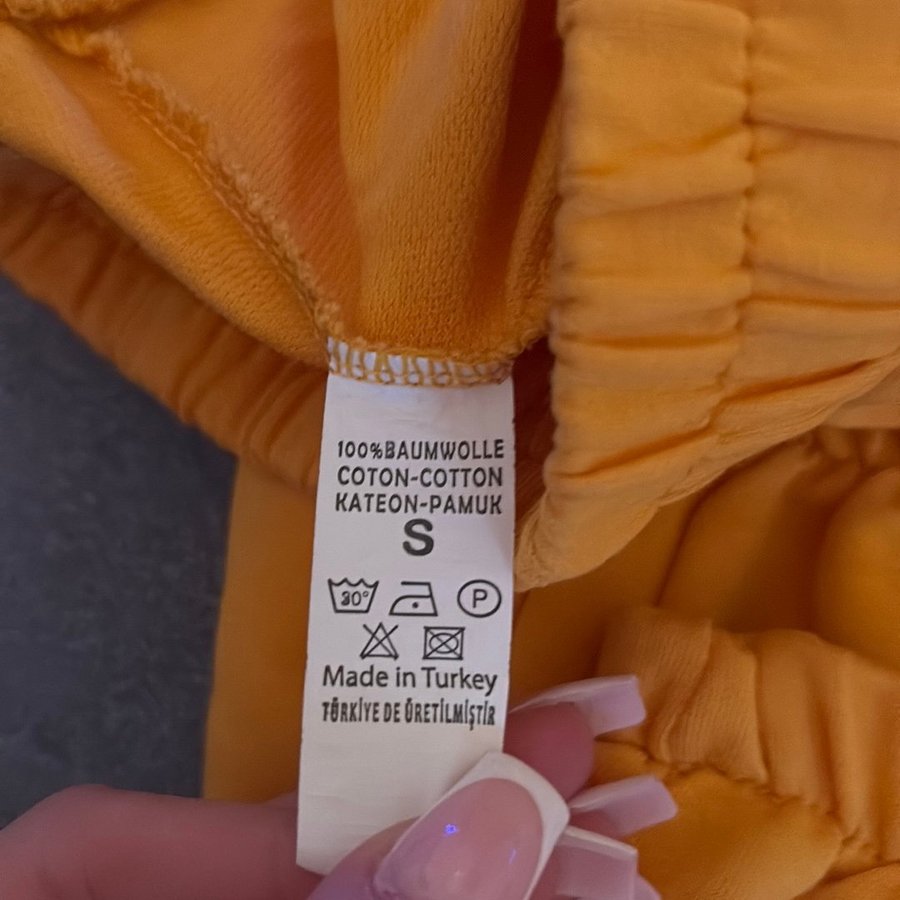 100%BAUMWOLLE
COTON-COTTON
KATEON-PAMUK
S
30° P
Made in Turkey
TÜRKİYE DE ÜRETİLMİŞTİR